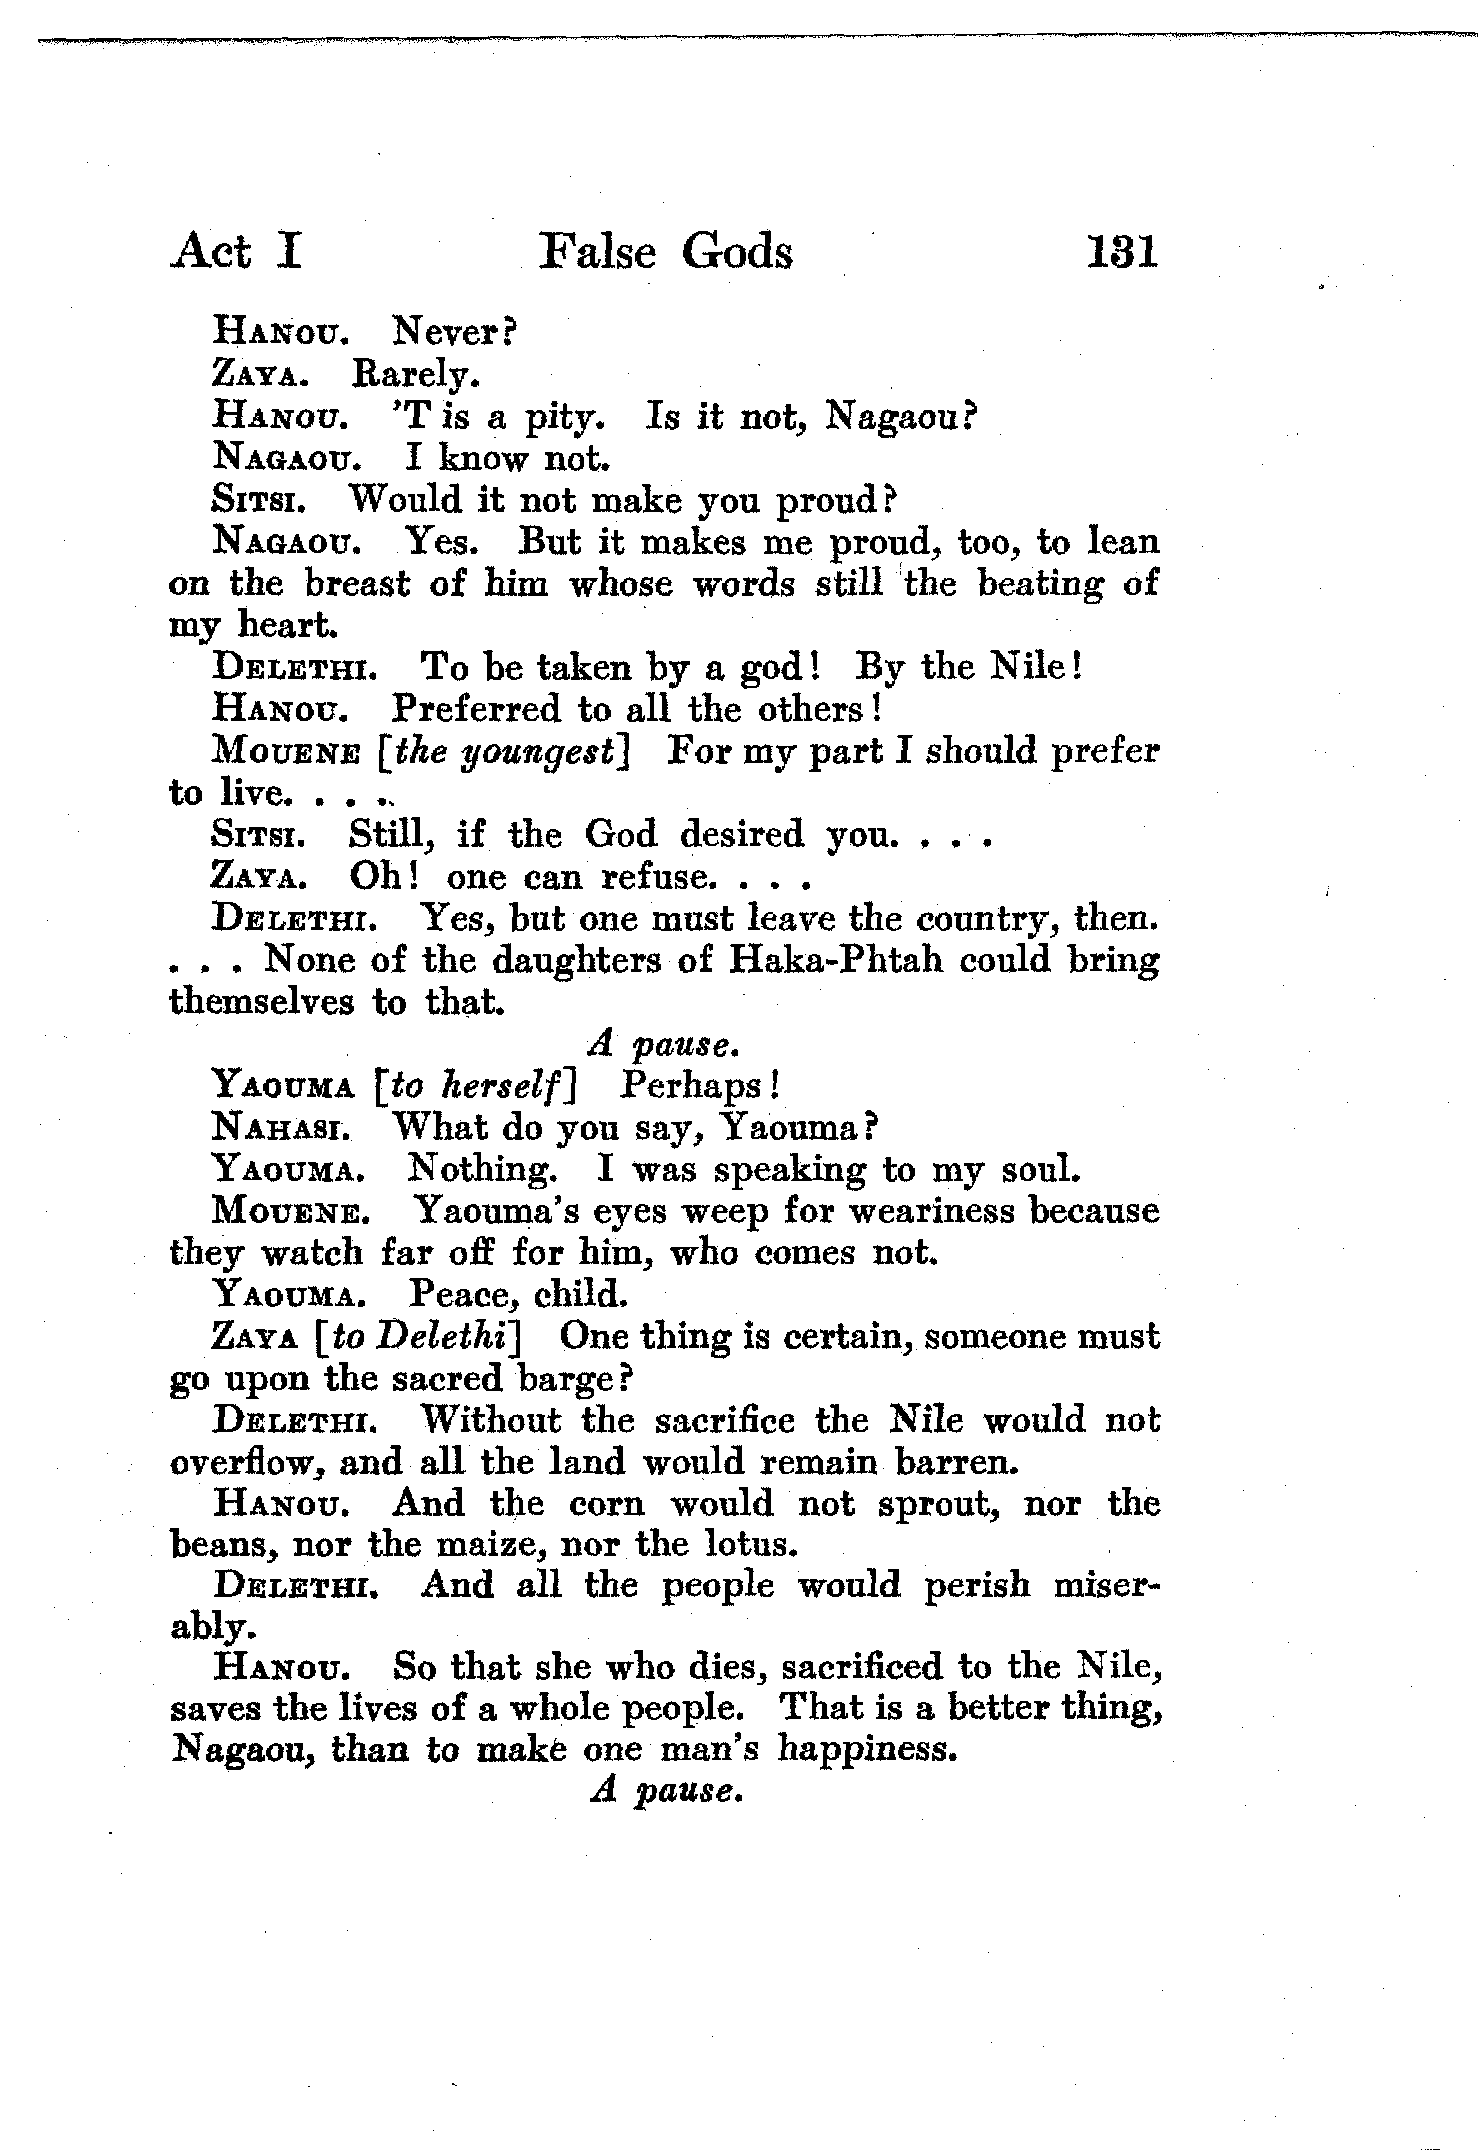 Act I False Gods 131
HANOU. Never?
ZAYA. Rarely.
HANOU. 'T is a pity. Is it not, Nagaou?
NAGAOU. I know not.
SITSI. Would it not make you proud?
NAGAOU. Yes. But it makes me proud, too, to lean
on the breast of him whose words still the beating of
my heart.
DELETHI. To be taken by a god! By the Nile!
HANOU. Preferred to all the others!
MOUENE [the youngest] For my part I should prefer
to live. . . .
SITSI. Still, if the God desired you. . . .
ZAYA. Oh! one can refuse. . . .
DELETHI. Yes, but one must leave the country, then.
. . . None of the daughters of Haka-Phtah could bring
themselves to that.
A pause.
YAOUMA [to herself] Perhaps!
NAHASI. What do you say, Yaouma?
YAOUMA. Nothing. I was speaking to my soul.
MOUENE. Yaouma's eyes weep for weariness because
they watch far off for him, who comes not.
YAOUMA. Peace, child.
ZAYA [to Delethi] One thing is certain, someone must
go upon the sacred barge?
DELETHI. Without the sacrifice the Nile would not
overflow, and all the land would remain barren.
HANOU. And the corn would not sprout, nor the
beans, nor the maize, nor the lotus.
DELETHI. And all the people would perish miser-
ably.
HANOU. So that she who dies, sacrificed to the Nile,
saves the lives of a whole people. That is a better thing,
Nagaou, than to make one man's happiness.
A pause.